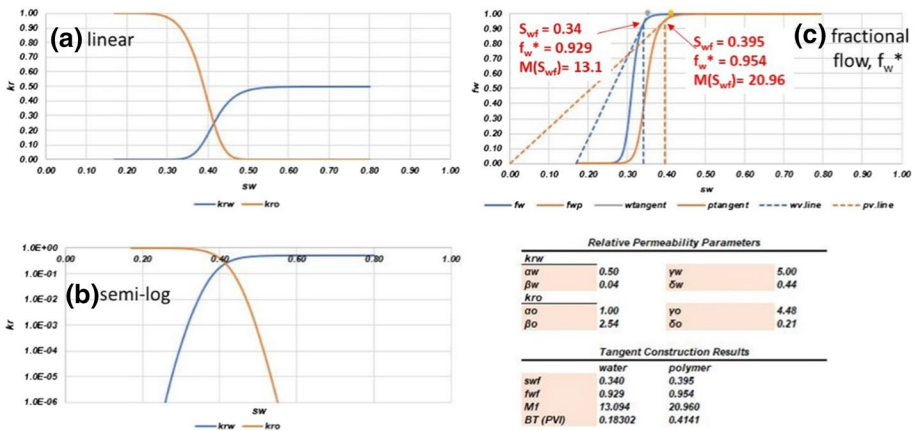 (a) linear
kr
1.00
0.90
0.80
0.70
0.60
0.50
0.40
0.30
0.20
0.10
0.00
0.00 0.10 0.20 0.30 0.40 0.50 0.60 0.70 0.80 0.90 1.00
sw
krw kro
(b) semi-log
kr
1.0E+00
1.0E-01
1.0E-02
1.0E-03
1.0E-04
1.0E-05
1.0E-06
0.00 0.20 0.40 0.60 0.80 1.00
sw
krw kro
(c) fractional
flow, fw*
fw
1.00
0.90
0.80
0.70
0.60
0.50
0.40
0.30
0.20
0.10
0.00
Swf = 0.34
fw* = 0.929
M(Swf)= 13.1
Swf = 0.395
fw* = 0.954
M(Swf)= 20.96
0.00 0.10 0.20 0.30 0.40 0.50 0.60 0.70 0.80 0.90 1.00
sw
fw fwp wtangent ptangent wv.line pv.line
Relative Permeability Parameters
krw
αw 0.50 γw 5.00
βw 0.04 δw 0.44
kro
αo 1.00 γo 4.48
βo 2.54 δo 0.21
Tangent Construction Results
water polymer
swf 0.340 0.395
fwf 0.929 0.954
Mf 13.094 20.960
BT (PVI) 0.18302 0.4141